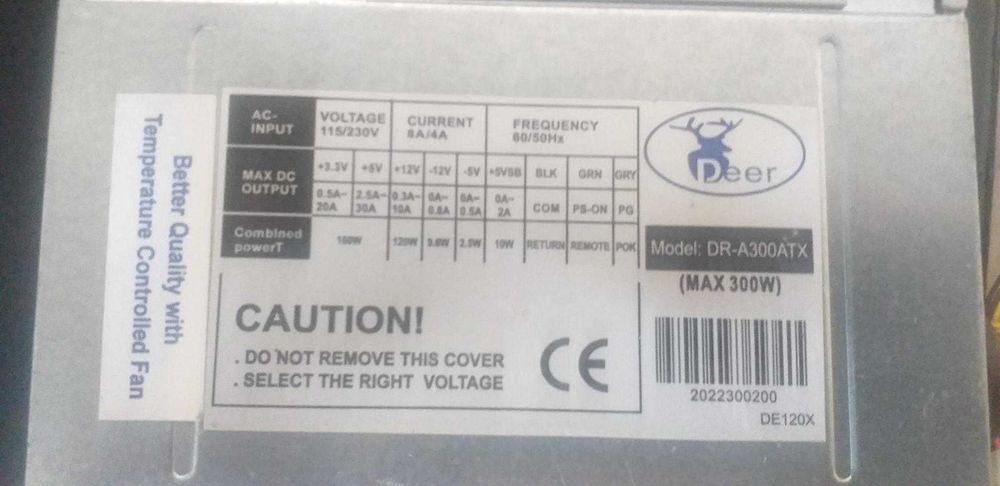 Better Quality with
Temperature Controlled Fan
AC-INPUT VOLTAGE 115/230V CURRENT 8A/4A FREQUENCY 60/50Hz
MAX DC OUTPUT +3.3V +5V +12V -12V -5V +5VSB BLK GRN GRY
0.5A~20A 2.5A~30A 0.3A~10A 0A~0.8A 0A~0.5A 0A~2A COM PS-ON PG
Combined powerT 160W 120W 9.6W 2.5W 10W RETURN REMOTE POK
Deer
Model: DR-A300ATX
(MAX 300W)
CAUTION!
. DO NOT REMOVE THIS COVER
. SELECT THE RIGHT VOLTAGE
CE
2022300200
DE120X